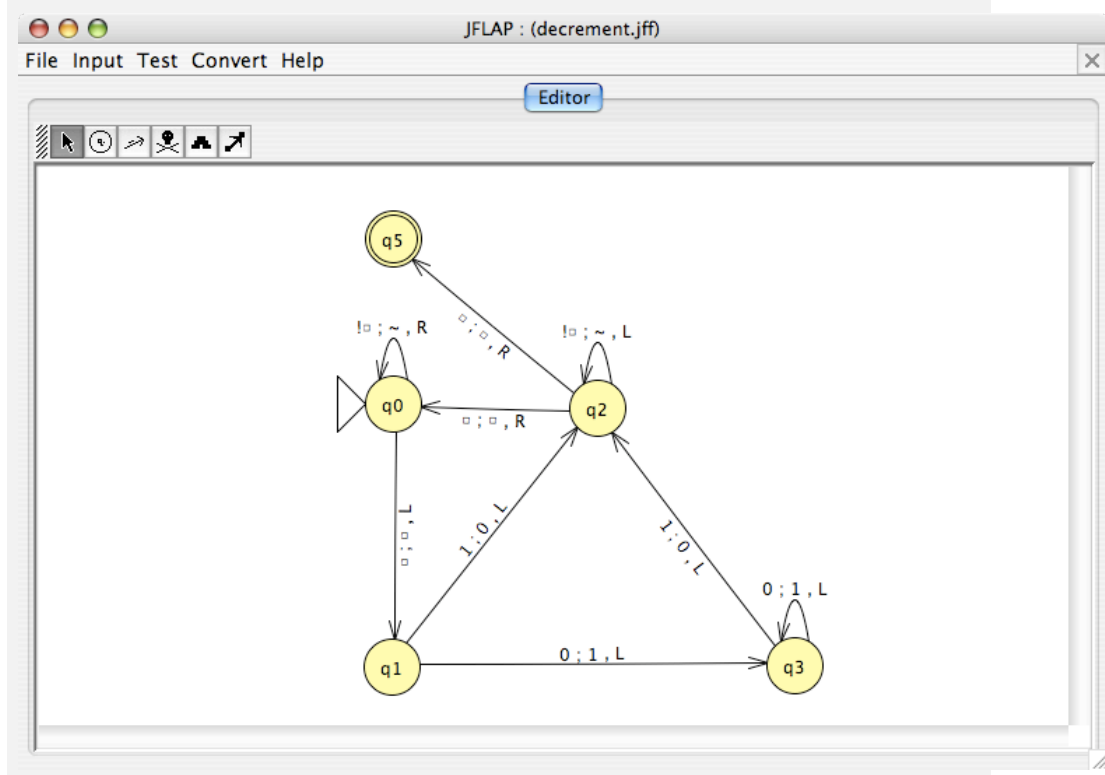 JFLAP : (decrement.jff)
File Input Test Convert Help
Editor
q5
□ ; □ , R
!□ ; ~ , R
!□ ; ~ , L
q0
q2
□ ; □ , R
□ ; □ , L
1 ; 0 , L
1 ; 0 , L
0 ; 1 , L
q1
0 ; 1 , L
q3